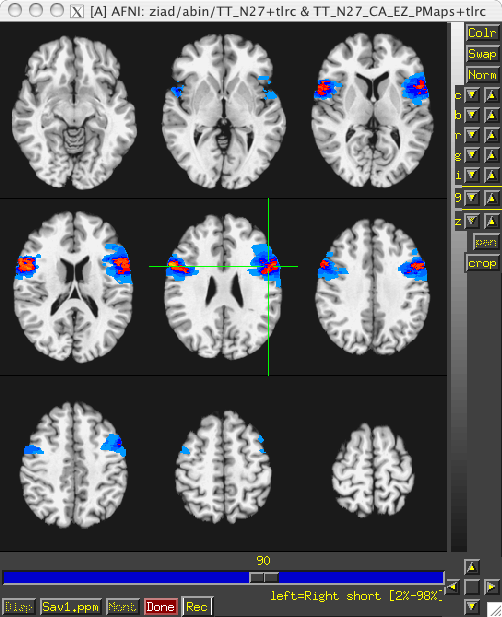 [A] AFNI: ziad/abin/TT_N27+tlrc & TT_N27_CA_EZ_PMaps+tlrc
Colr
Swap
Norm
c
b
r
g
i
9
z
pan
crop
90
left=Right short [2%-98%]
Disp Sav1.ppm Mont Done Rec